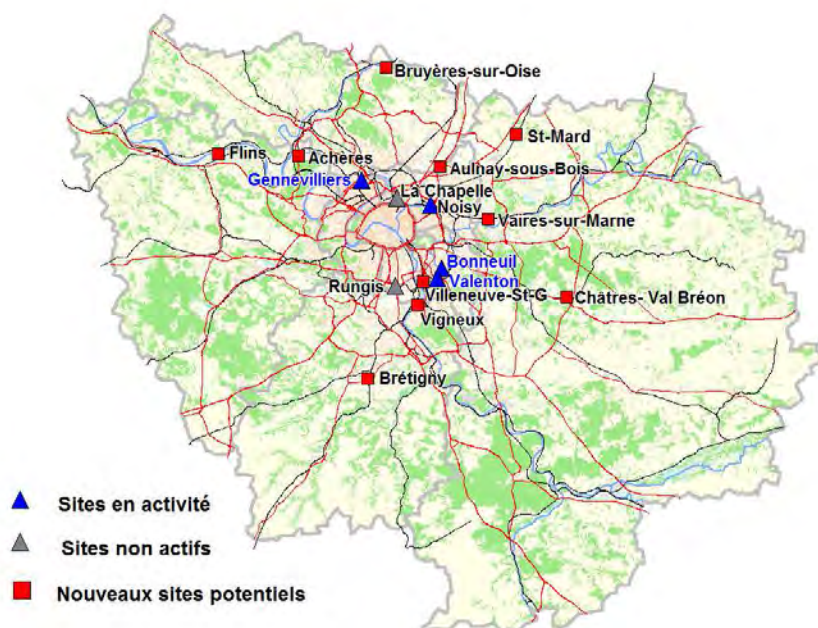 Bruyères-sur-Oise
St-Mard
Flins
Achères
Aulnay-sous-Bois
Gennevilliers
La Chapelle
Noisy
Vaires-sur-Marne
Bonneuil
Valenton
Rungis
Villeneuve-St-G
Châtres- Val Bréon
Vigneux
Brétigny
Sites en activité
Sites non actifs
Nouveaux sites potentiels